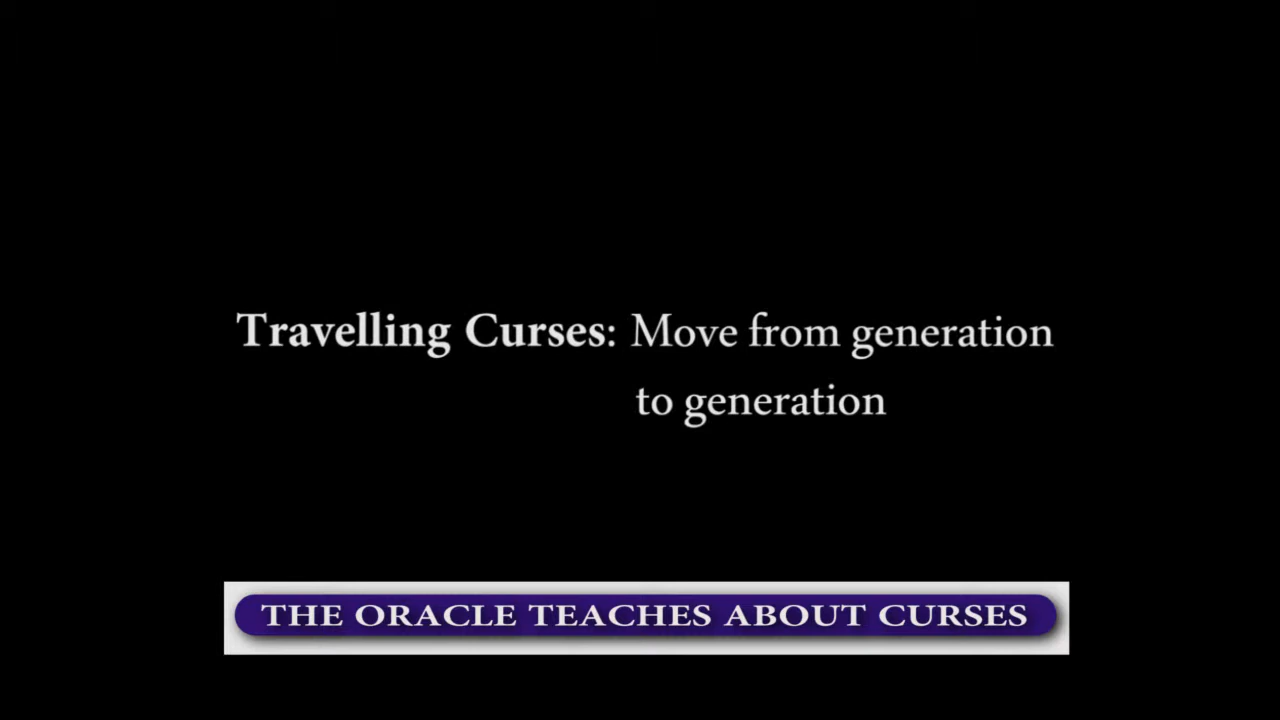 Travelling Curses: Move from generation
to generation
THE ORACLE TEACHES ABOUT CURSES